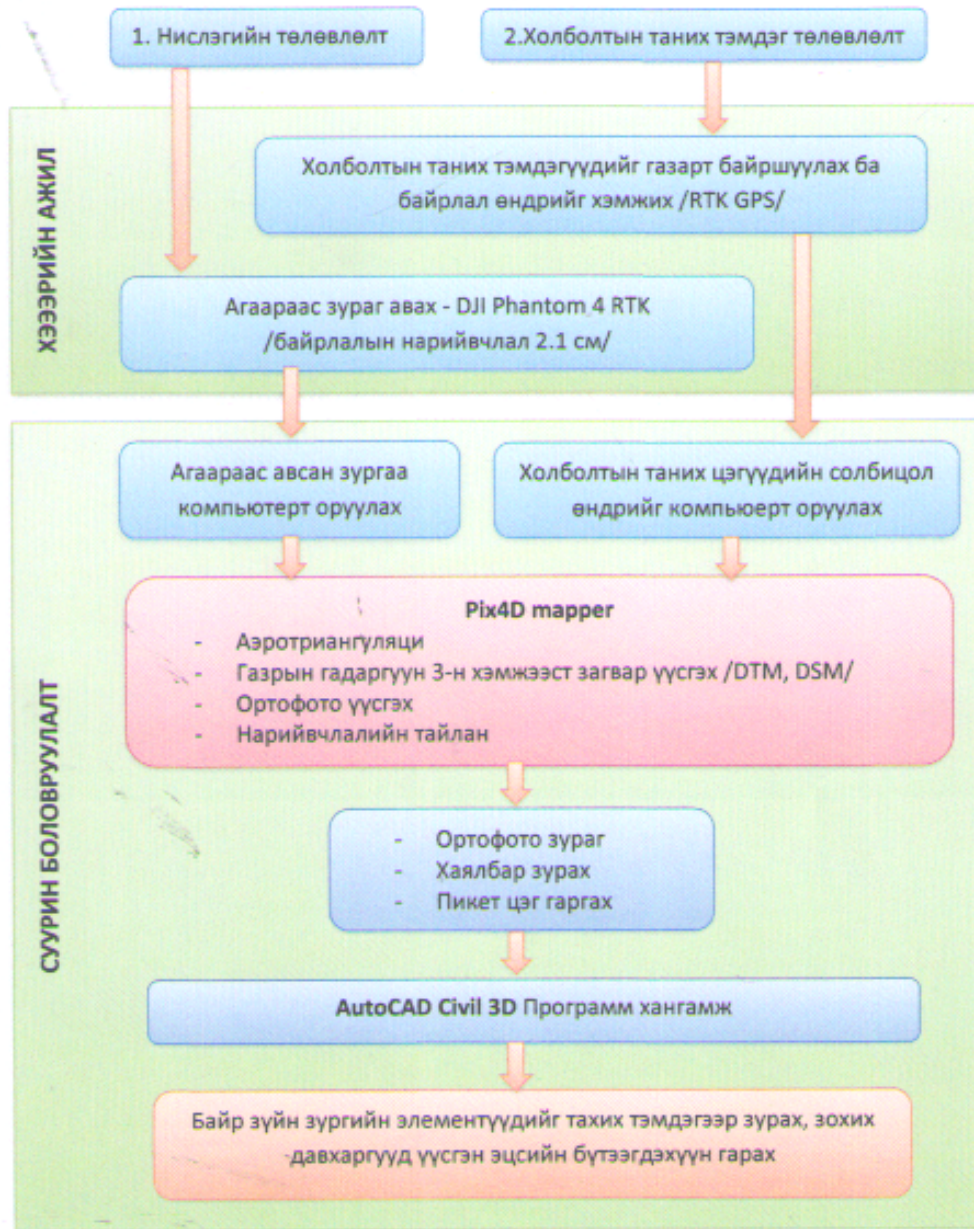 1. Нислэгийн төлөвлөлт
2.Холболтын таних тэмдэг төлөвлөлт
ХЭЭЭРИЙН АЖИЛ
Холболтын таних тэмдэгүүдийг газарт байршуулах ба
байрлал өндрийг хэмжих /RTK GPS/
Агаараас зураг авах - DJI Phantom 4 RTK
/байрлалын нарийвчлал 2.1 см/
СУУРИН БОЛОВРУУЛАЛТ
Агаараас авсан зургаа
компьютерт оруулах
Холболтын таних цэгүүдийн солбицол
өндрийг компьюерт оруулах
Pix4D mapper
- Аэротриангуляци
- Газрын гадаргуун 3-н хэмжээст загвар үүсгэх /DTM, DSM/
- Ортофото үүсгэх
- Нарийвчлалийн тайлан
- Ортофото зураг
- Хаялбар зурах
- Пикет цэг гаргах
AutoCAD Civil 3D Программ хангамж
Байр зүйн зургийн элементүүдийг тахих тэмдэгээр зурах, зохих
давхаргууд үүсгэн эцсийн бүтээгдэхүүн гарах